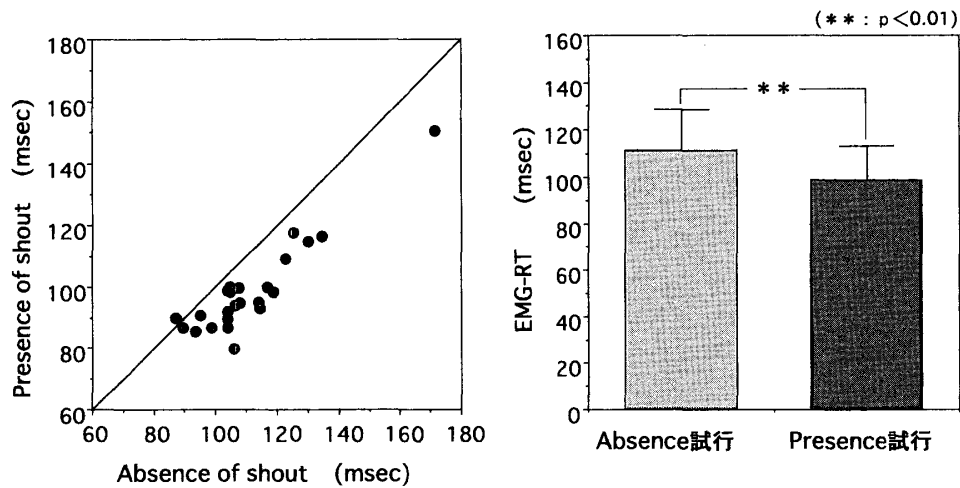 (** : p<0.01)
180
160
140
120
100
80
60
Presence of shout (msec)
60 80 100 120 140 160 180
Absence of shout (msec)
160
140
120
100
80
60
40
20
0
EMG-RT (msec)
**
Absence試行 Presence試行